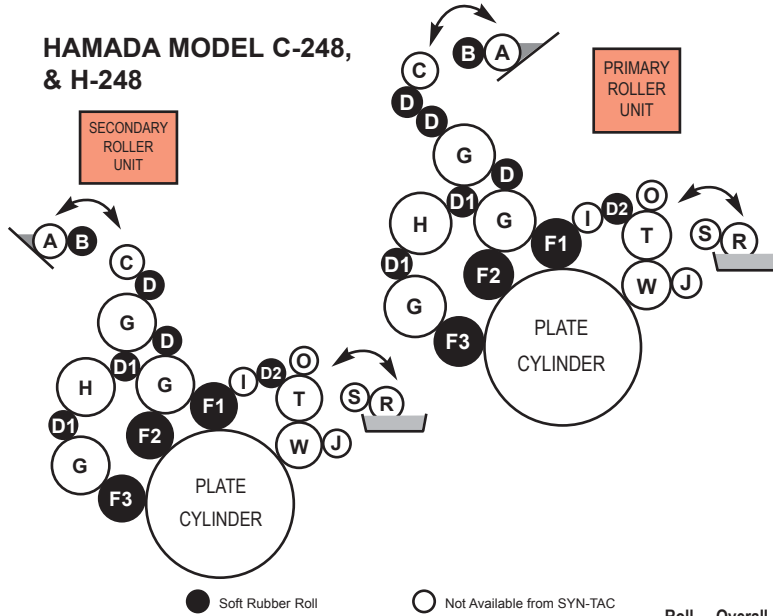 HAMADA MODEL C-248,
& H-248
SECONDARY
ROLLER
UNIT
PRIMARY
ROLLER
UNIT
A B
C
D
G
D
D1
H
G
D1
G
F1
F2
F3
I
D2
O
T
S R
W J
PLATE
CYLINDER
B A
C
D
D
G
D
D1
H
G
D1
G
F1
F2
F3
I
D2
O
T
S R
W J
PLATE
CYLINDER
Soft Rubber Roll
Not Available from SYN-TAC
Roll Overall